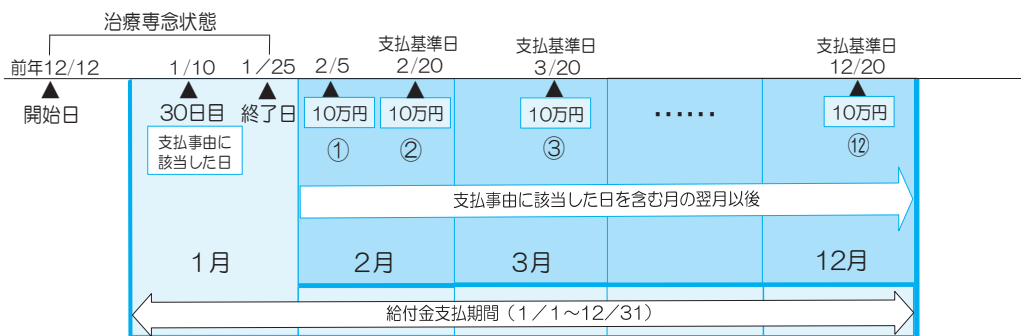 治療専念状態
前年12/12
1/10
1/25
2/5
支払基準日
2/20
支払基準日
3/20
支払基準日
12/20
▲
▲
▲
▲
▲
▲
▲
開始日
30日目
終了日
10万円
10万円
10万円
……
10万円
支払事由に
該当した日
①
②
③
⑫
支払事由に該当した日を含む月の翌月以後
1月
2月
3月
12月
給付金支払期間（1/1～12/31）